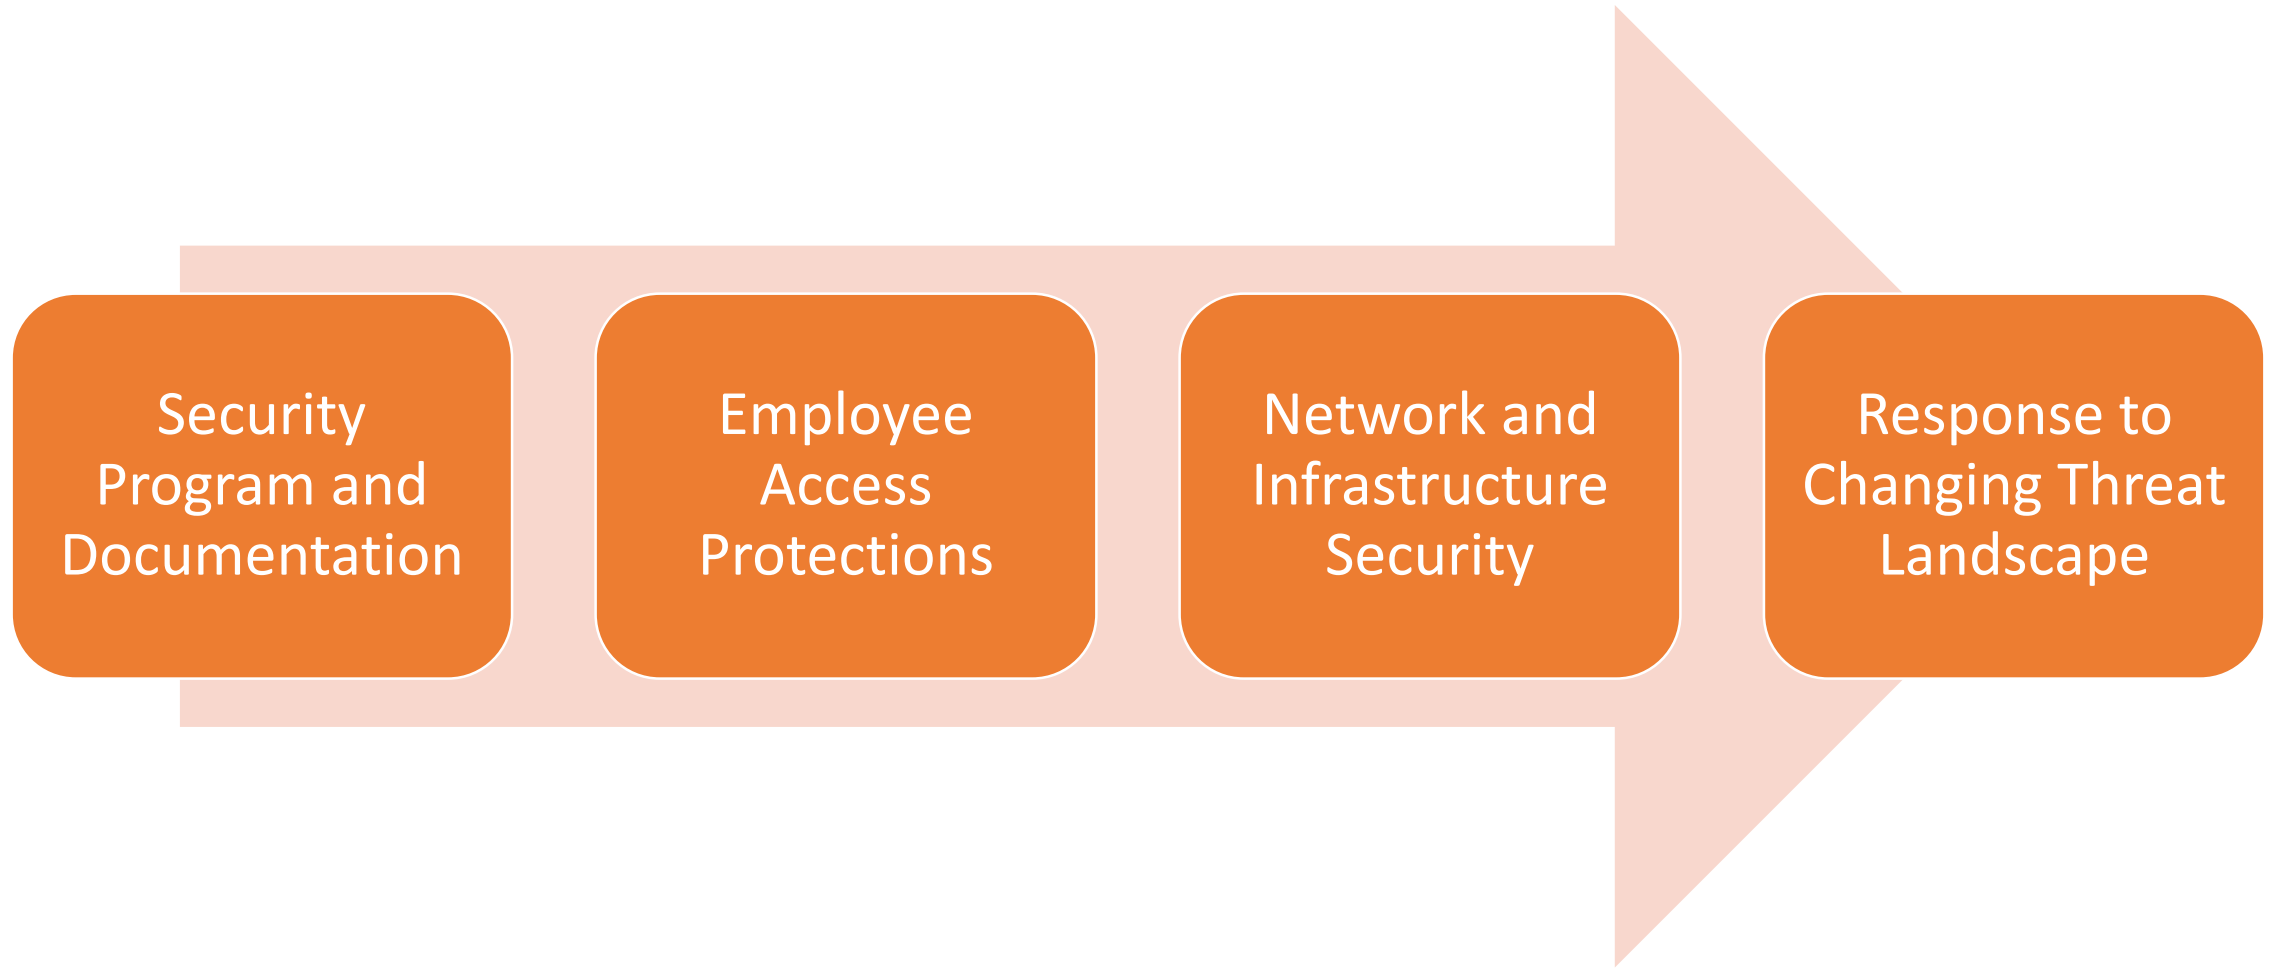 Security
Program and
Documentation
Employee
Access
Protections
Network and
Infrastructure
Security
Response to
Changing Threat
Landscape